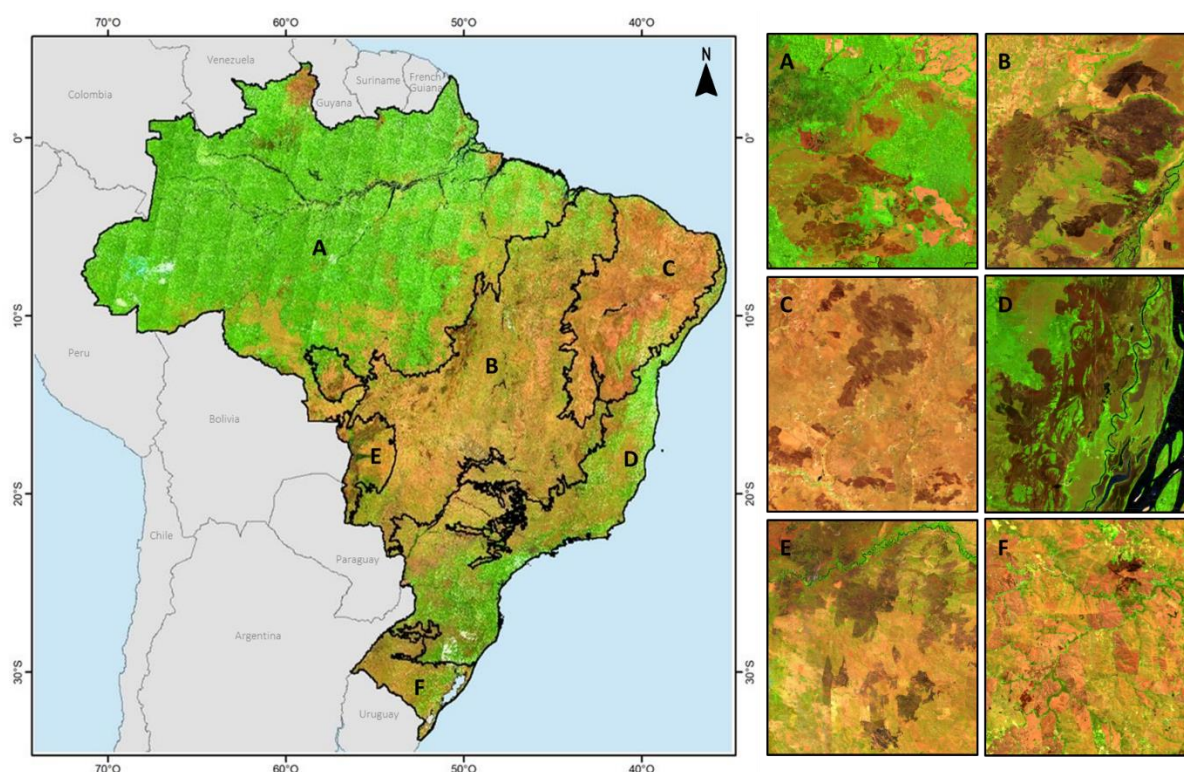 70°O 60°O 50°O 40°O
N
Venezuela
Suriname
French
Guiana
Guyana
Colombia
0°
0°
A
C
10°S
10°S
Peru
B
Bolivia
E
D
20°S
20°S
Chile
Paraguay
Argentina
30°S
30°S
F
Uruguay
70°O 60°O 50°O 40°O
A
B
C
D
E
F